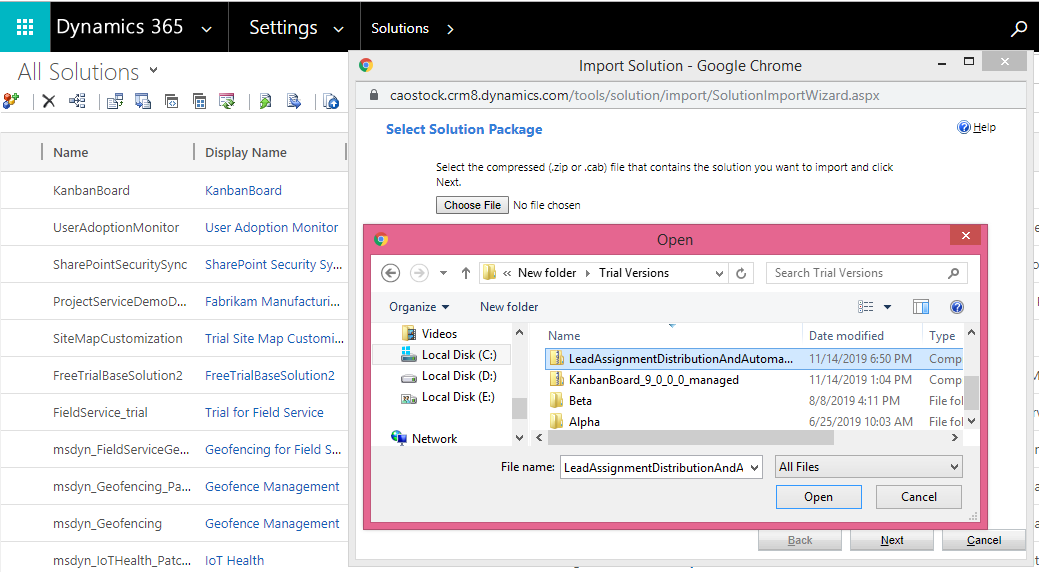 Dynamics 365 Settings Solutions
All Solutions
Import Solution - Google Chrome
caostock.crm8.dynamics.com/tools/solution/import/SolutionImportWizard.aspx
Select Solution Package
Help
Select the compressed (.zip or .cab) file that contains the solution you want to import and click
Next.
Choose File No file chosen
Name Display Name
KanbanBoard KanbanBoard
UserAdoptionMonitor User Adoption Monitor
SharePointSecuritySync SharePoint Security Sy...
ProjectServiceDemoD... Fabrikam Manufacturi...
SiteMapCustomization Trial Site Map Customi...
FreeTrialBaseSolution2 FreeTrialBaseSolution2
FieldService_trial Trial for Field Service
msdyn_FieldServiceGe... Geofencing for Field S...
msdyn_Geofencing_Pa... Geofence Management
msdyn_Geofencing Geofence Management
msdyn_IoTHealth_Patc... IoT Health
Open
« New folder Trial Versions Search Trial Versions
Organize New folder
Videos
Local Disk (C:)
Local Disk (D:)
Local Disk (E:)
Network
Name Date modified Type
LeadAssignmentDistributionAndAutoma... 11/14/2019 6:50 PM Comp
KanbanBoard_9_0_0_0_managed 11/14/2019 1:04 PM Comp
Beta 8/8/2019 4:11 PM File fol
Alpha 6/25/2019 10:03 AM File fol
File name: LeadAssignmentDistributionAndA All Files
Open Cancel
Back Next Cancel